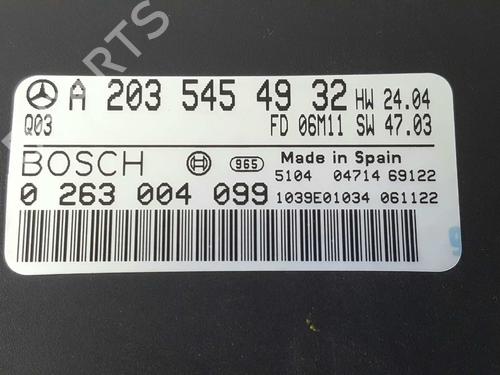 PARTS
A 203 545 49 32 HW 24.04
Q03 FD 06M11 SW 47.03
BOSCH 965 Made in Spain
5104 04714 69122
0 263 004 099 1039E01034 061122